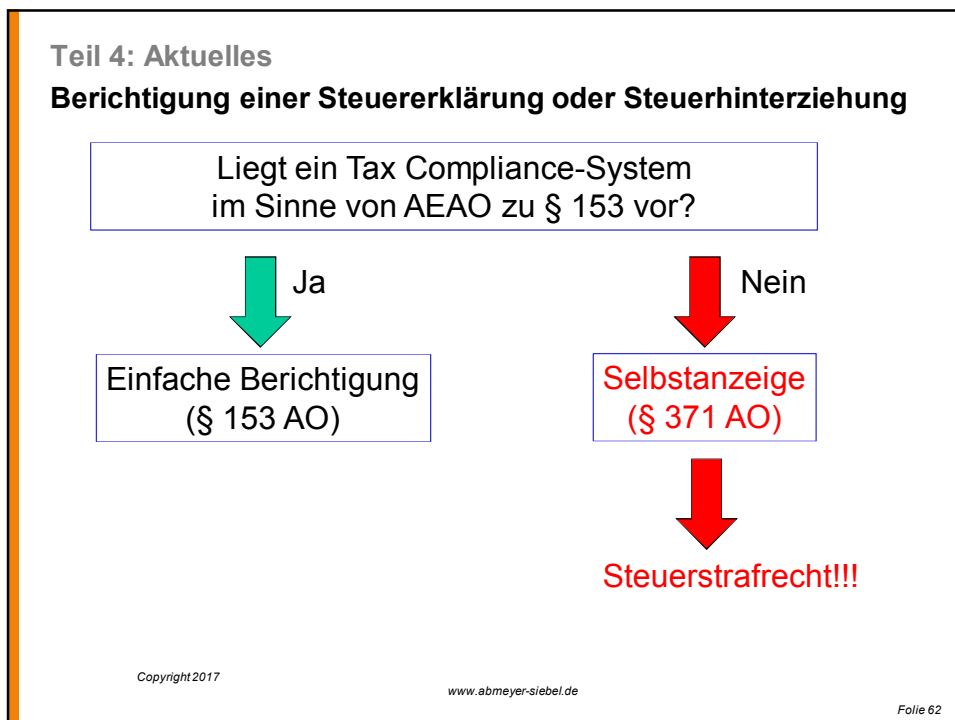 Teil 4: Aktuelles
Berichtigung einer Steuererklärung oder Steuerhinterziehung
Liegt ein Tax Compliance-System
im Sinne von AEAO zu § 153 vor?
Ja
Nein
Einfache Berichtigung
(§ 153 AO)
Selbstanzeige
(§ 371 AO)
Steuerstrafrecht!!!
Copyright 2017
www.abmeyer-siebel.de
Folie 62